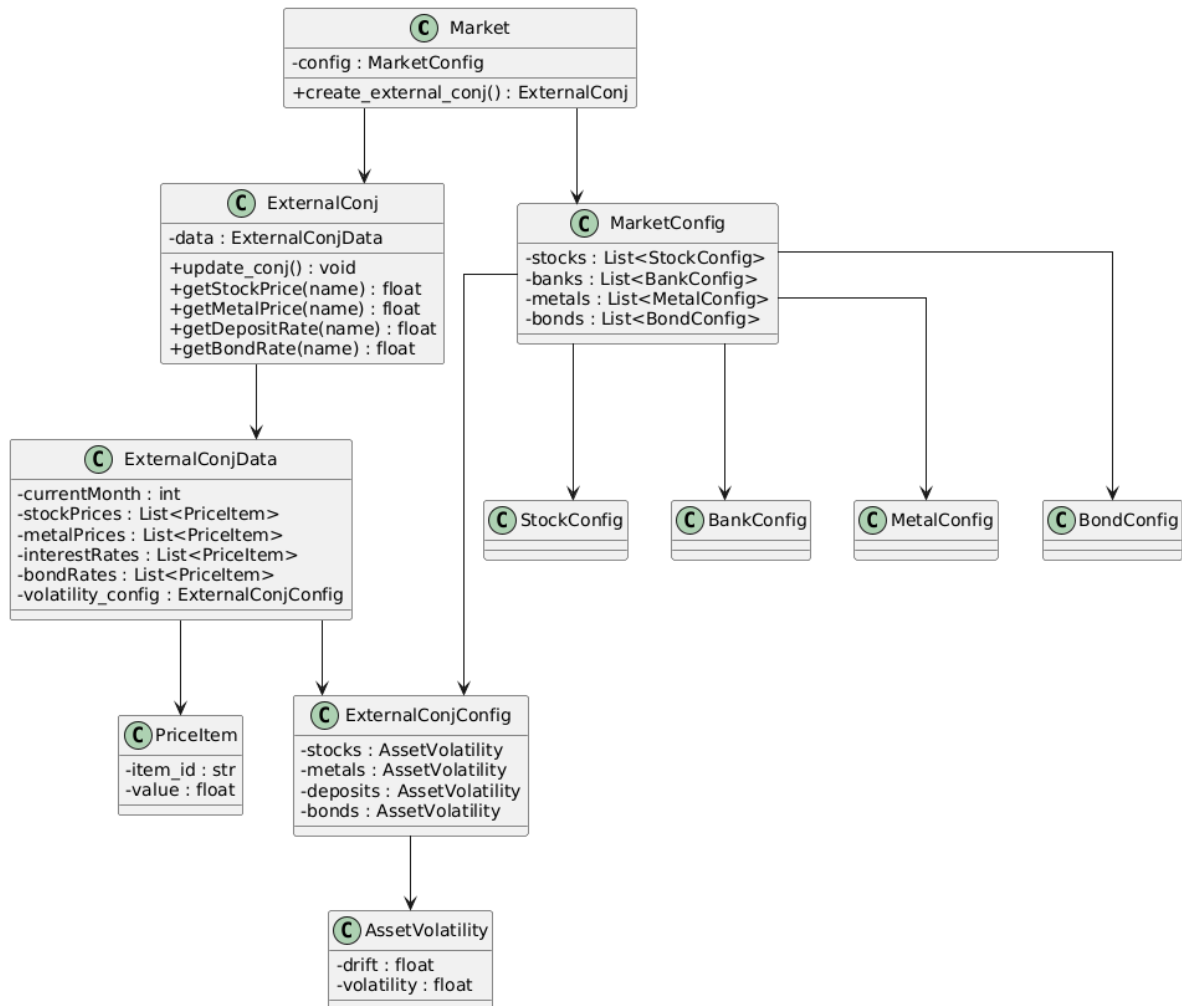 C Market
-config : MarketConfig
+create_external_conj() : ExternalConj
C ExternalConj
-data : ExternalConjData
+update_conj() : void
+getStockPrice(name) : float
+getMetalPrice(name) : float
+getDepositRate(name) : float
+getBondRate(name) : float
C MarketConfig
-stocks : List<StockConfig>
-banks : List<BankConfig>
-metals : List<MetalConfig>
-bonds : List<BondConfig>
C ExternalConjData
-currentMonth : int
-stockPrices : List<PriceItem>
-metalPrices : List<PriceItem>
-interestRates : List<PriceItem>
-bondRates : List<PriceItem>
-volatility_config : ExternalConjConfig
C StockConfig
C BankConfig
C MetalConfig
C BondConfig
C PriceItem
-item_id : str
-value : float
C ExternalConjConfig
-stocks : AssetVolatility
-metals : AssetVolatility
-deposits : AssetVolatility
-bonds : AssetVolatility
C AssetVolatility
-drift : float
-volatility : float